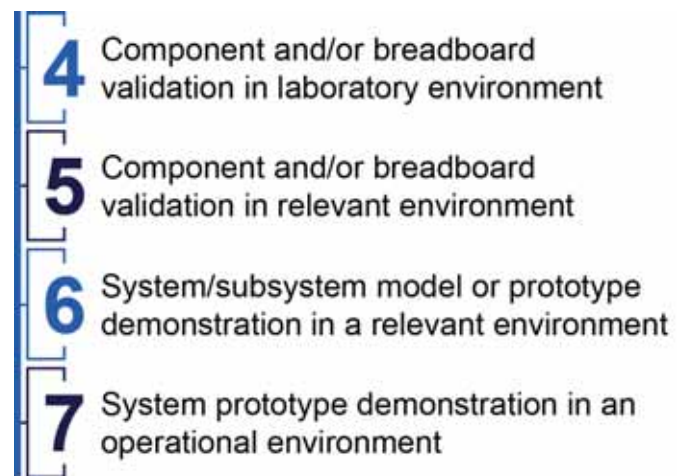 4
Component and/or breadboard
validation in laboratory environment
5
Component and/or breadboard
validation in relevant environment
6
System/subsystem model or prototype
demonstration in a relevant environment
7
System prototype demonstration in an
operational environment